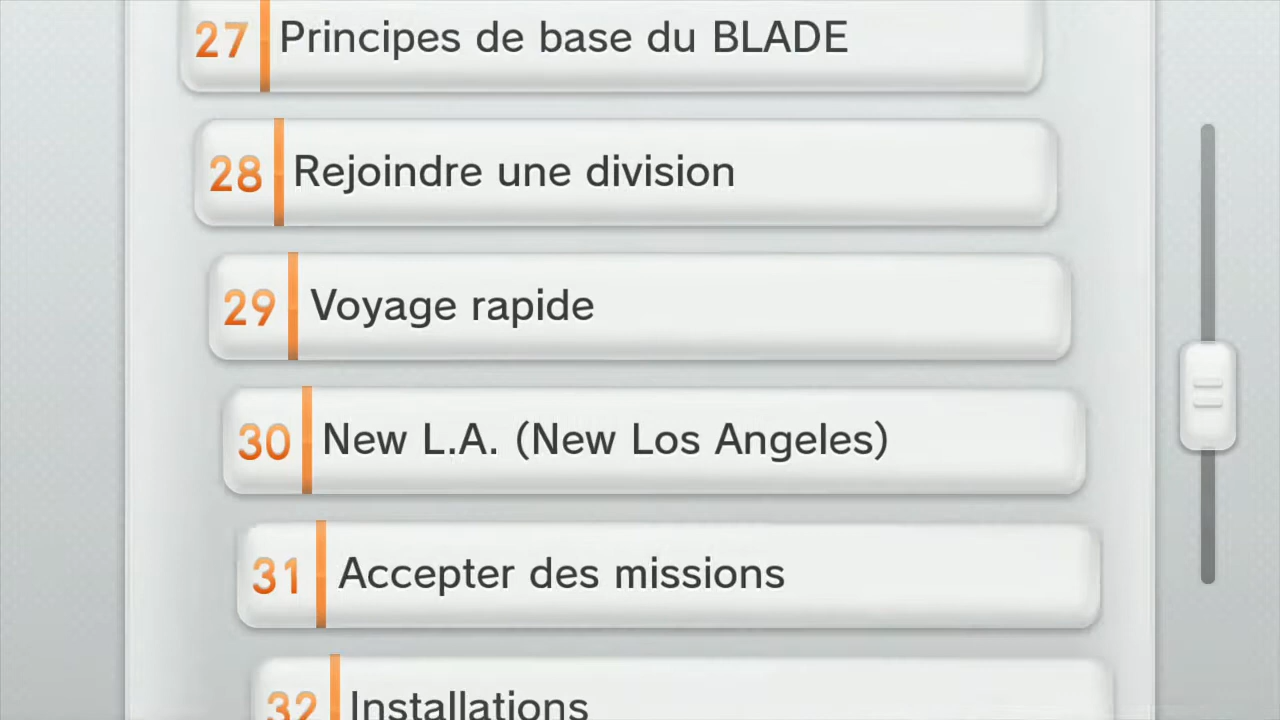 27 Principes de base du BLADE
28 Rejoindre une division
29 Voyage rapide
30 New L.A. (New Los Angeles)
31 Accepter des missions
32 Installations